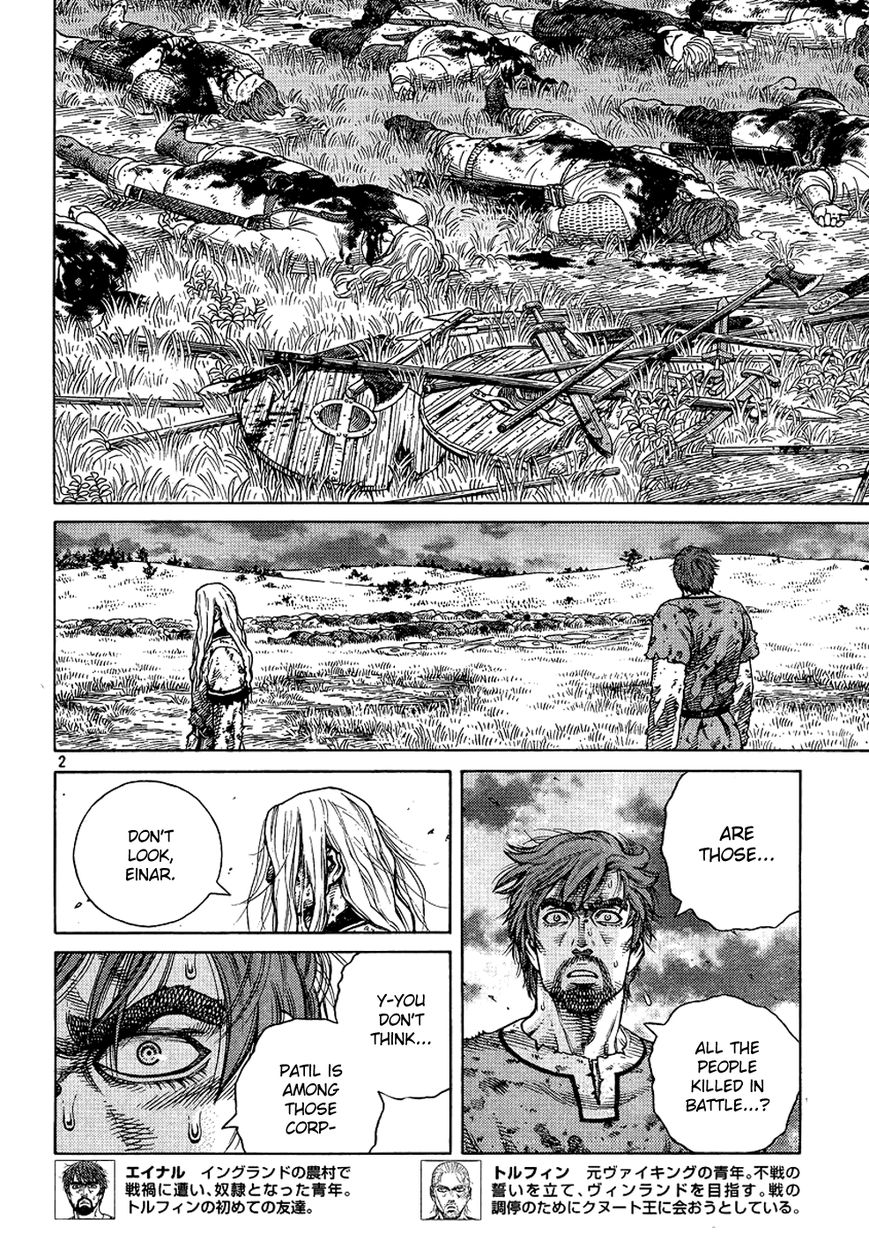 2
ARE
THOSE...
ALL THE
PEOPLE
KILLED IN
BATTLE...?
DON'T
LOOK,
EINAR.
Y-YOU
DON'T
THINK...
PATIL IS
AMONG
THOSE
CORP-
エイナル イングランドの農村で
戦禍に遭い、奴隷となった青年。
トルフィンの初めての友達。
トルフィン 元ヴァイキングの青年。不戦の
誓いを立て、ヴィンランドを目指す。戦の
調停のためにクヌート王に会おうとしている。